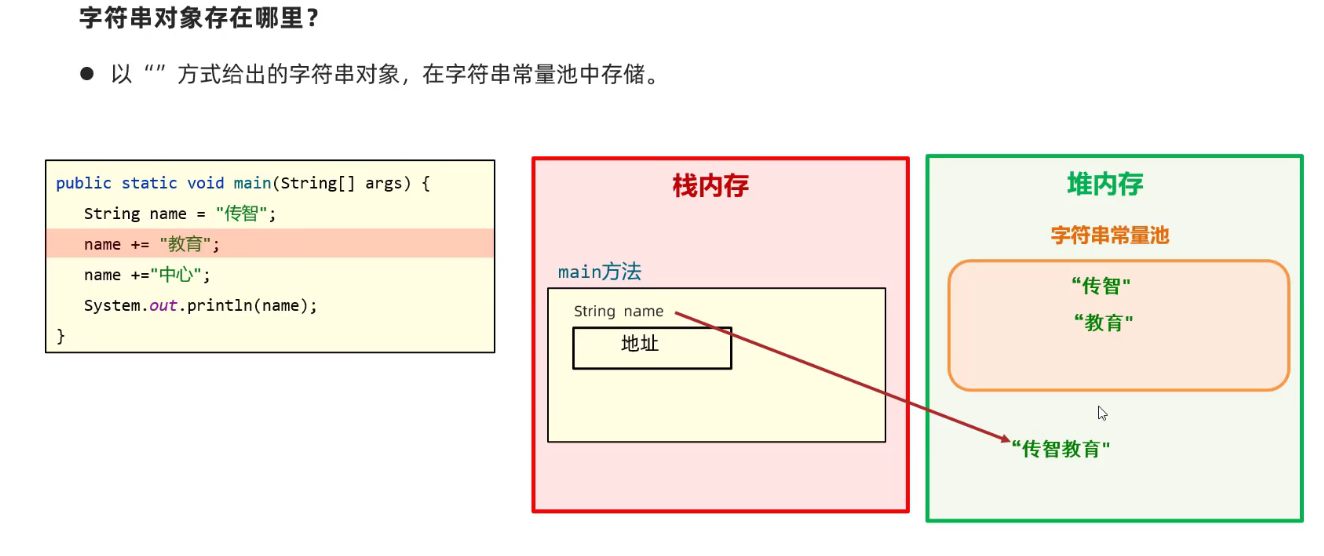 字符串对象存在哪里？
● 以“”方式给出的字符串对象，在字符串常量池中存储。
public static void main(String[] args) {
String name = "传智";
name += "教育";
name +="中心";
System.out.println(name);
}
栈内存
main方法
String name
地址
堆内存
字符串常量池
“传智"
“教育"
“传智教育"